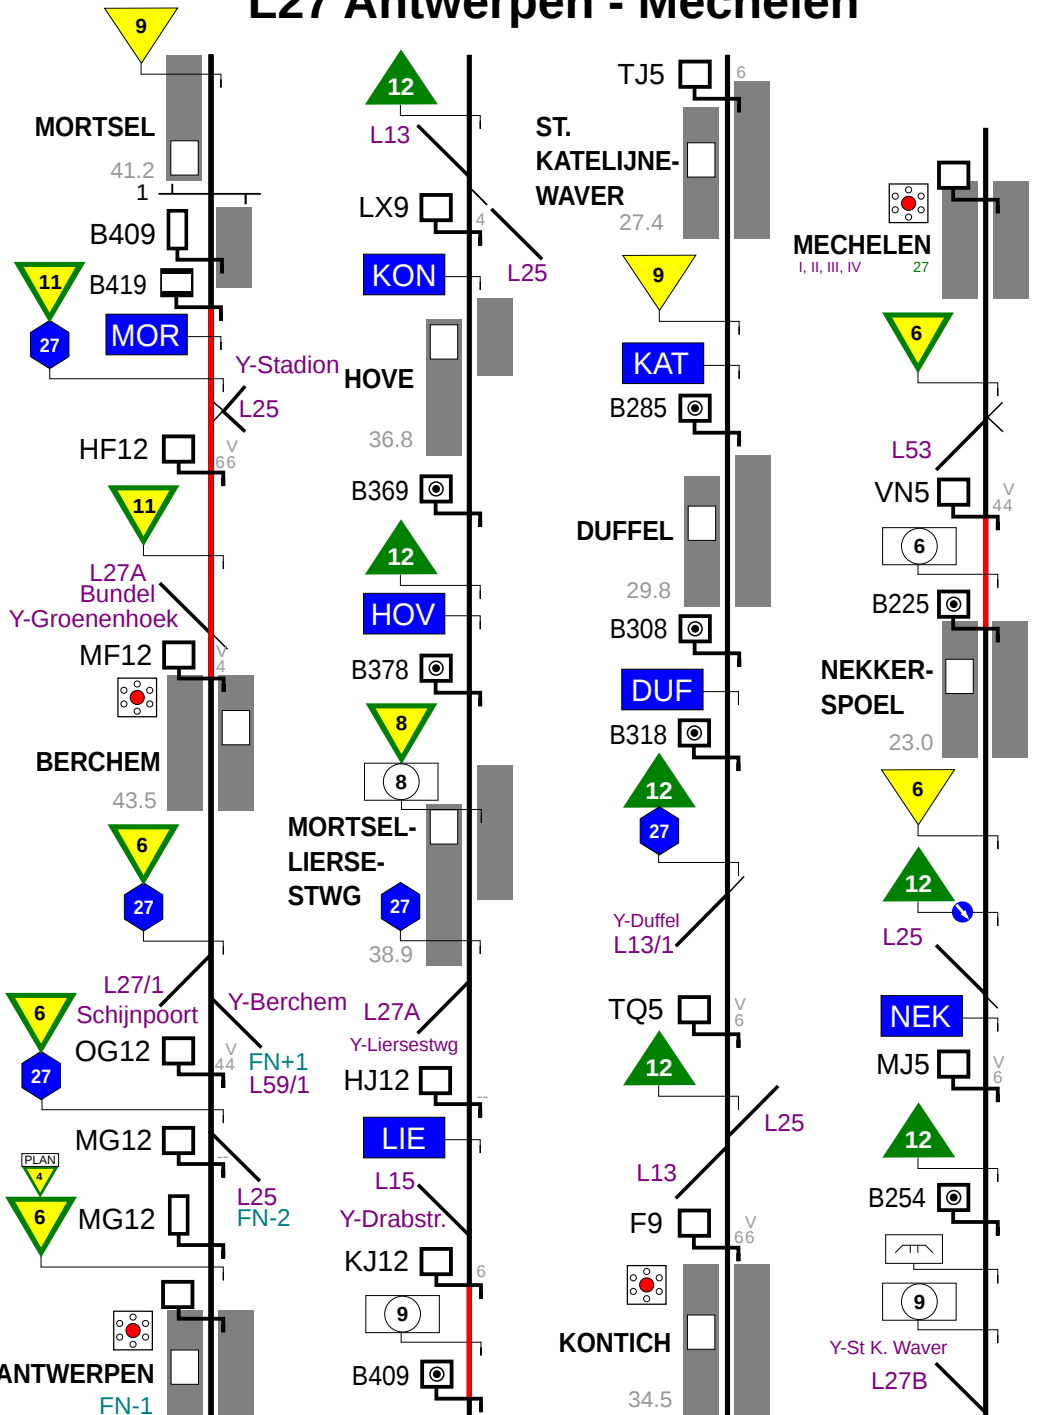 L27 Antwerpen - Mechelen
9
MORTSEL
41.2
1
B409
11
B419
27
MOR
Y-Stadion
L25
HF12
V
66
11
L27A
Bundel
Y-Groenenhoek
MF12
V
4
BERCHEM
43.5
6
27
L27/1
Schijnpoort
Y-Berchem
6
OG12
V
44
FN+1
L59/1
27
MG12
--
PLAN
4
L25
FN-2
6
MG12
ANTWERPEN
FN-1
12
L13
LX9
4
L25
KON
HOVE
36.8
B369
12
HOV
B378
8
8
MORTSEL-
LIERSE-
STWG
27
38.9
L27A
Y-Liersestwg
HJ12
--
LIE
L15
Y-Drabstr.
KJ12
6
9
B409
TJ5
6
ST.
KATELIJNE-
WAVER
27.4
9
KAT
B285
DUFFEL
29.8
B308
DUF
B318
12
27
Y-Duffel
L13/1
TQ5
V
6
12
L25
L13
F9
V
66
KONTICH
34.5
MECHELEN
I, II, III, IV 27
6
L53
VN5
V
44
6
B225
NEKKER-
SPOEL
23.0
6
12
L25
NEK
MJ5
V
6
12
B254
9
Y-St K. Waver
L27B